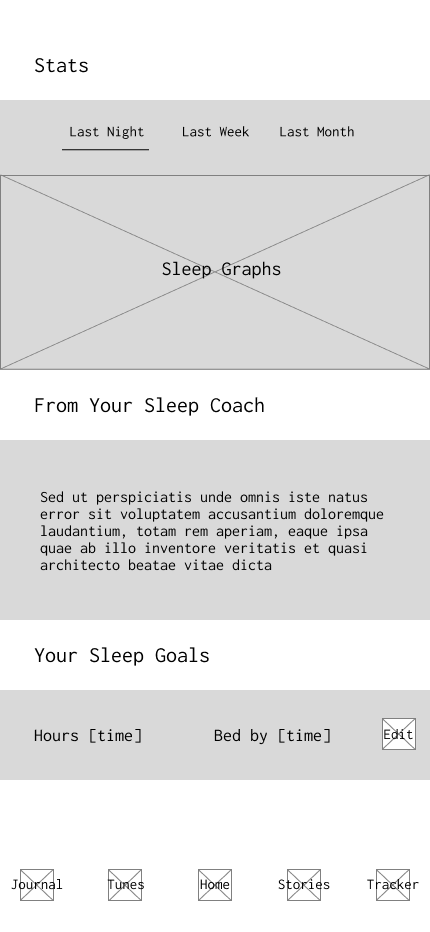 Stats
Last Night Last Week Last Month
Sleep Graphs
From Your Sleep Coach
Sed ut perspiciatis unde omnis iste natus
error sit voluptatem accusantium doloremque
laudantium, totam rem aperiam, eaque ipsa
quae ab illo inventore veritatis et quasi
architecto beatae vitae dicta
Your Sleep Goals
Hours [time] Bed by [time] Edit
Journal Tunes Home Stories Tracker